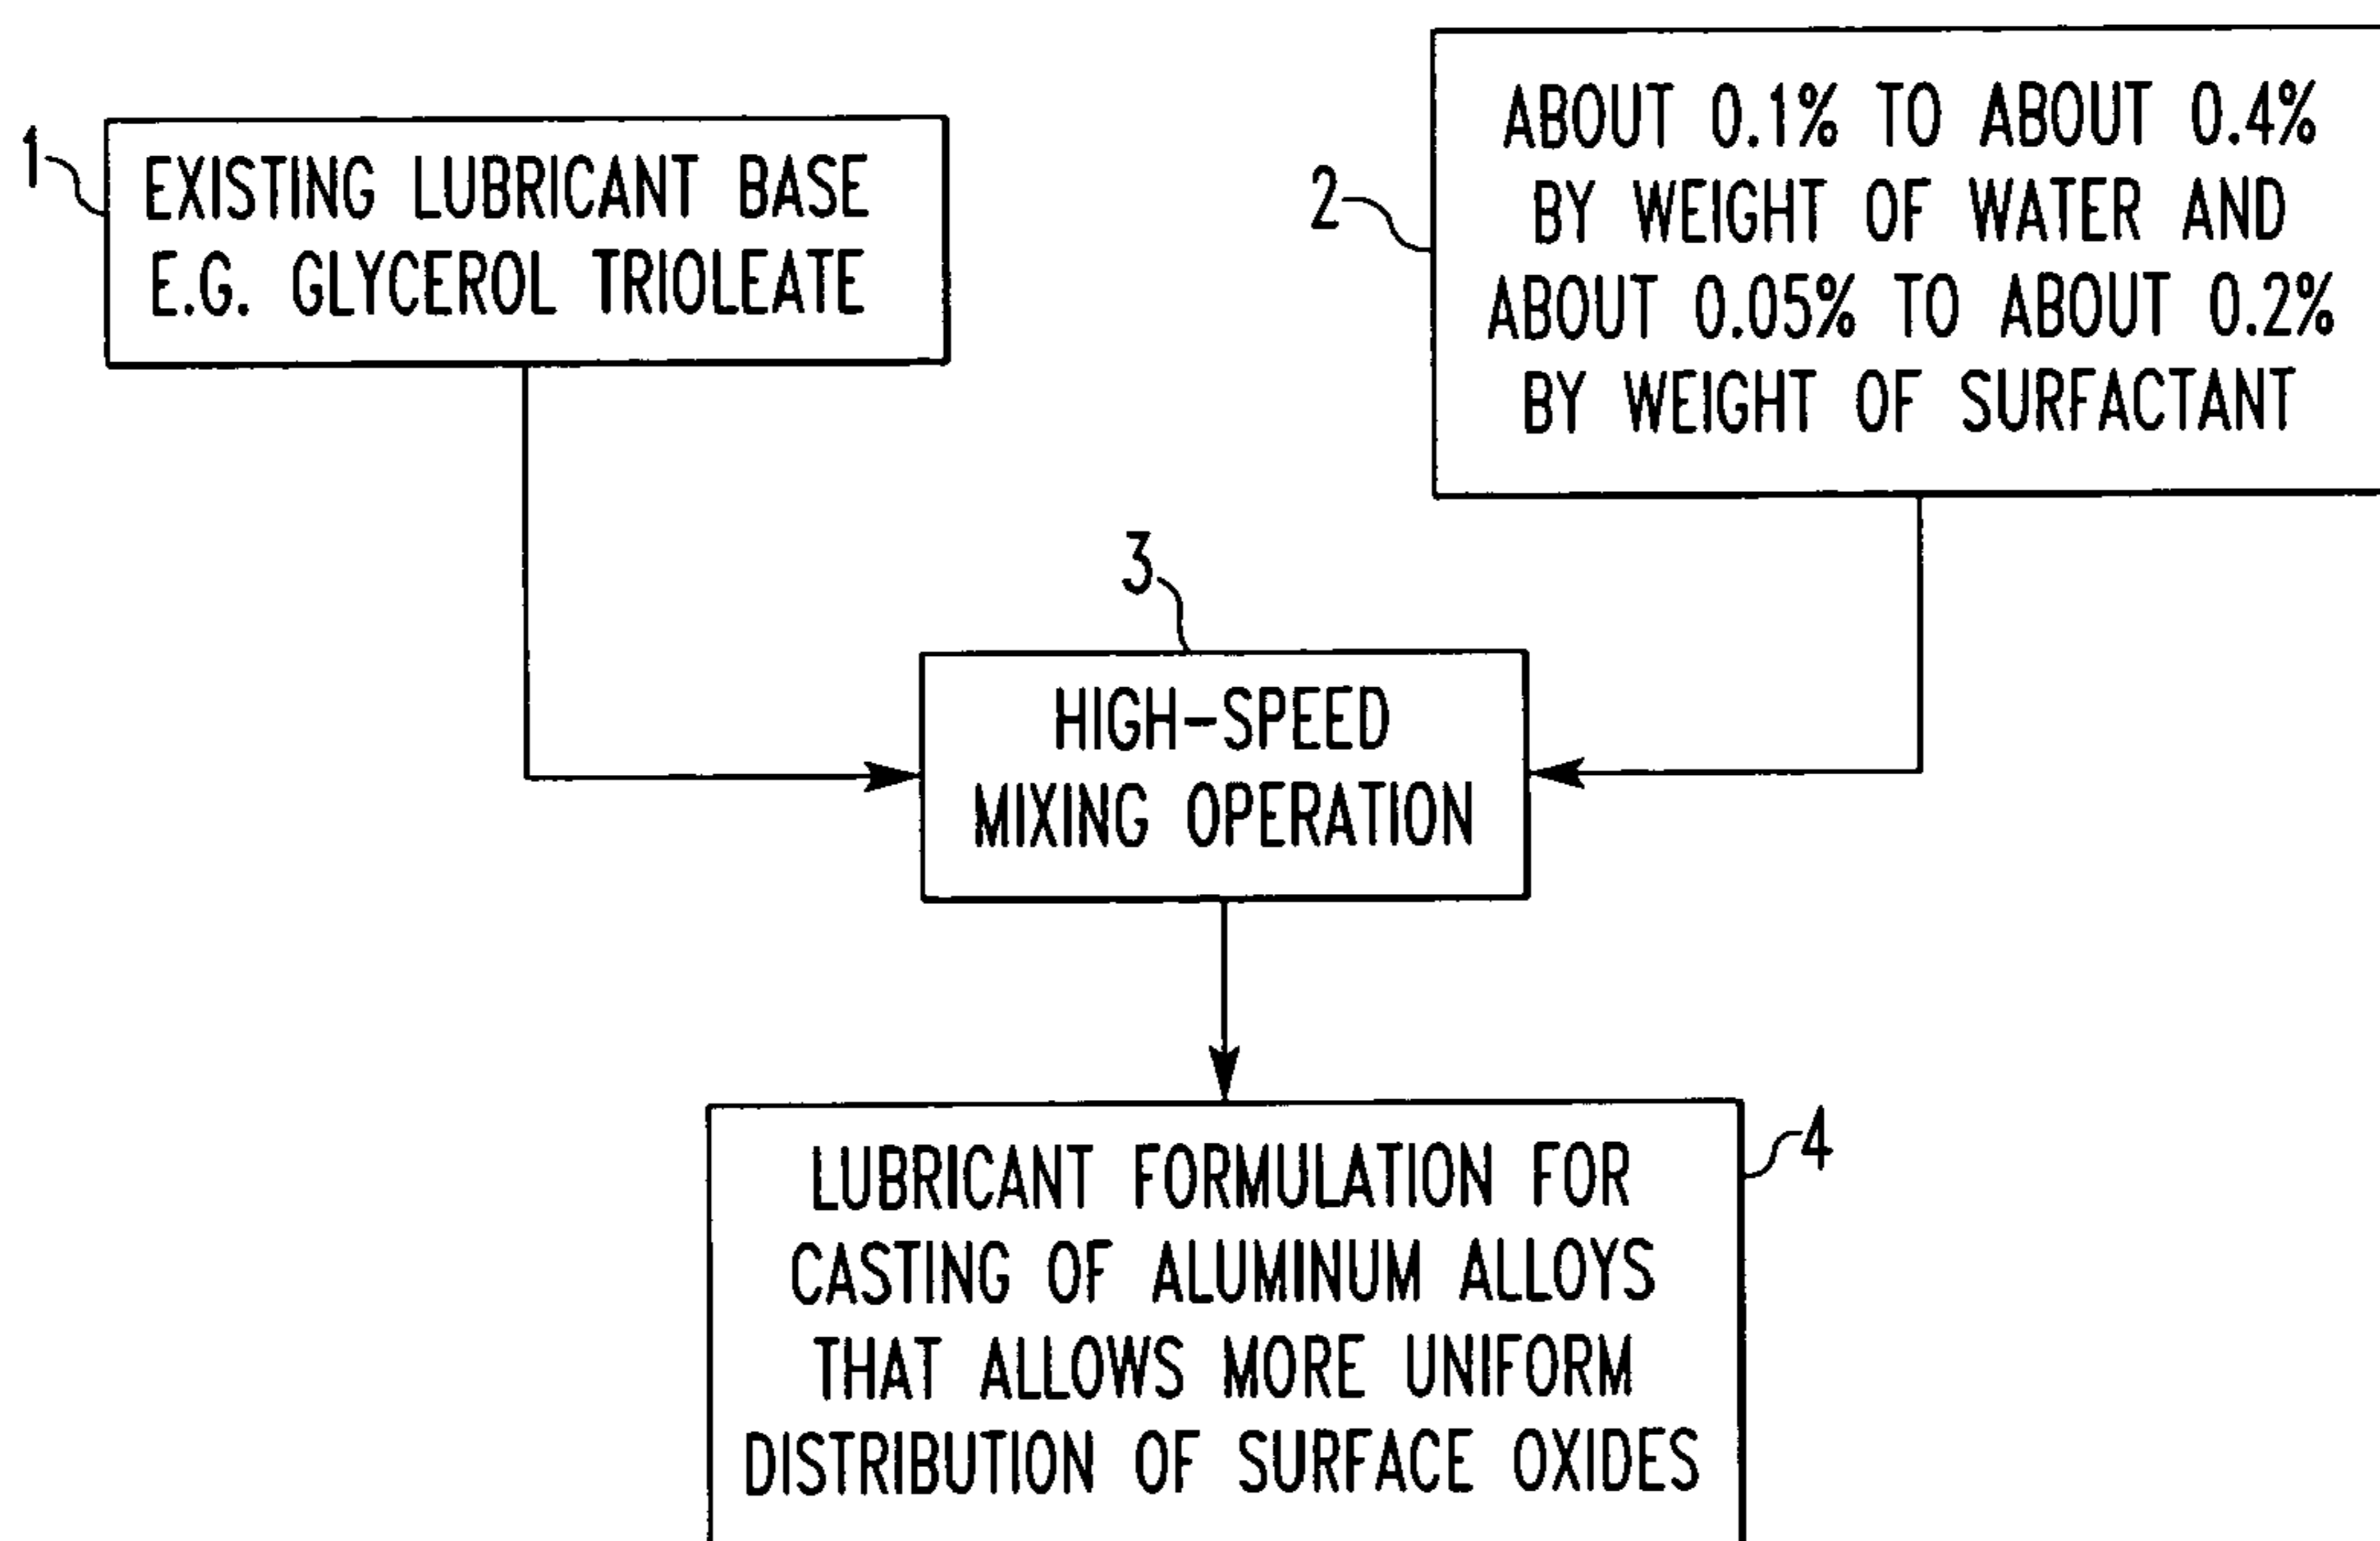 1
EXISTING LUBRICANT BASE
E.G. GLYCEROL TRIOLEATE
2
ABOUT 0.1% TO ABOUT 0.4%
BY WEIGHT OF WATER AND
ABOUT 0.05% TO ABOUT 0.2%
BY WEIGHT OF SURFACTANT
3
HIGH-SPEED
MIXING OPERATION
4
LUBRICANT FORMULATION FOR
CASTING OF ALUMINUM ALLOYS
THAT ALLOWS MORE UNIFORM
DISTRIBUTION OF SURFACE OXIDES